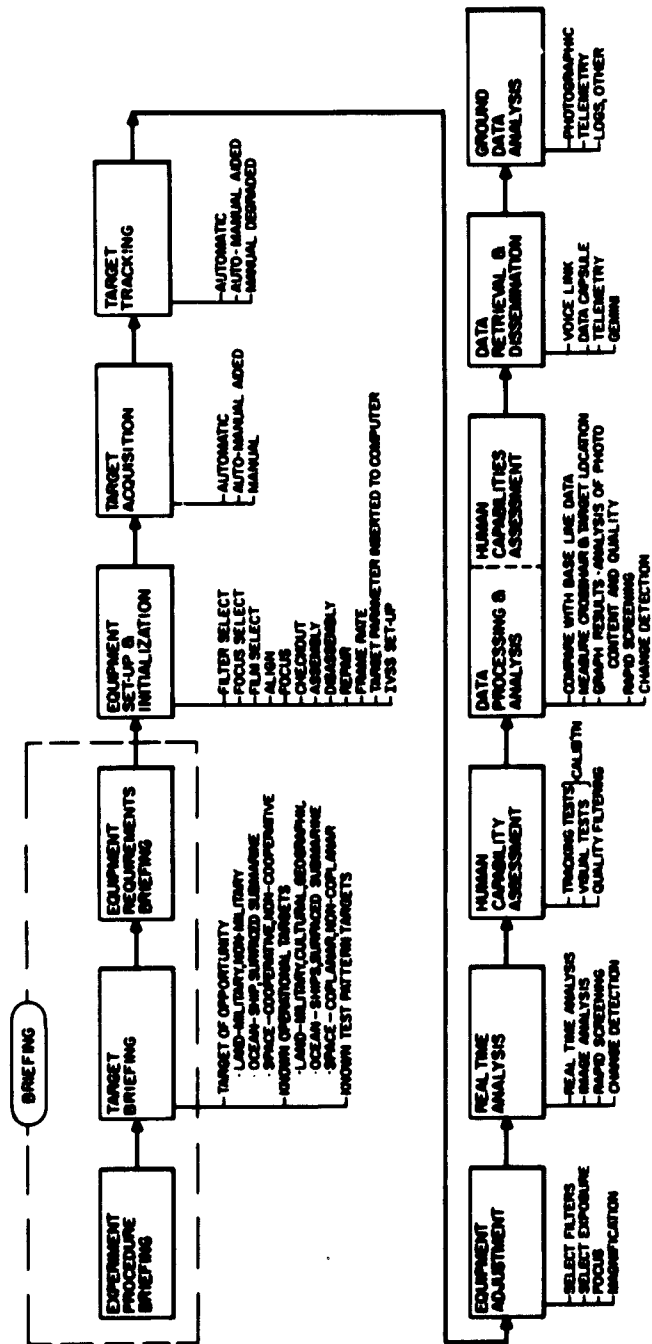 BRIEFING
EXPERIMENT
PROCEDURE
BRIEFING
TARGET
BRIEFING
TARGET OF OPPORTUNITY
· LAND-MILITARY, NON-MILITARY
· OCEAN-SHIP, SURFACED SUBMARINE
· SPACE-COOPERATIVE, NON-COOPERATIVE
KNOWN OPERATIONAL TARGETS
· LAND-MILITARY, CULTURAL, GEOGRAPHIC
· OCEAN-SHIPS, SURFACED SUBMARINE
· SPACE-COPLANAR, NON-COPLANAR
KNOWN TEST PATTERN TARGETS
EQUIPMENT
REQUIREMENTS
BRIEFING
EQUIPMENT
SET-UP &
INITIALIZATION
FILTER SELECT
FOCUS SELECT
FILM SELECT
ALIGN
FOCUS
CHECKOUT
ASSEMBLY
DISASSEMBLY
REPAIR
FRAME RATE
TARGET PARAMETER INSERTED TO COMPUTER
IVSS SET-UP
TARGET
ACQUISITION
AUTOMATIC
AUTO-MANUAL AIDED
MANUAL
TARGET
TRACKING
AUTOMATIC
AUTO-MANUAL AIDED
MANUAL DEGRADED
EQUIPMENT
ADJUSTMENT
SELECT FILTERS
SELECT EXPOSURE
FOCUS
MAGNIFICATION
REAL TIME
ANALYSIS
REAL TIME ANALYSIS
IMAGE ANALYSIS
RAPID SCREENING
CHANGE DETECTION
HUMAN
CAPABILITY
ASSESSMENT
TRACKING TESTS
VISUAL TESTS
CALIB'TN
QUALITY FILTERING
DATA
PROCESSING &
ANALYSIS
HUMAN
CAPABILITIES
ASSESSMENT
COMPARE WITH BASE LINE DATA
MEASURE CROSSHAIR & TARGET LOCATION
GRAPH RESULTS - ANALYSIS OF PHOTO
CONTENT AND QUALITY
RAPID SCREENING
CHANGE DETECTION
DATA
RETRIEVAL &
DISSEMINATION
VOICE LINK
DATA CAPSULE
TELEMETRY
GEMINI
GROUND
DATA
ANALYSIS
PHOTOGRAPHIC
TELEMETRY
LOGS, OTHER